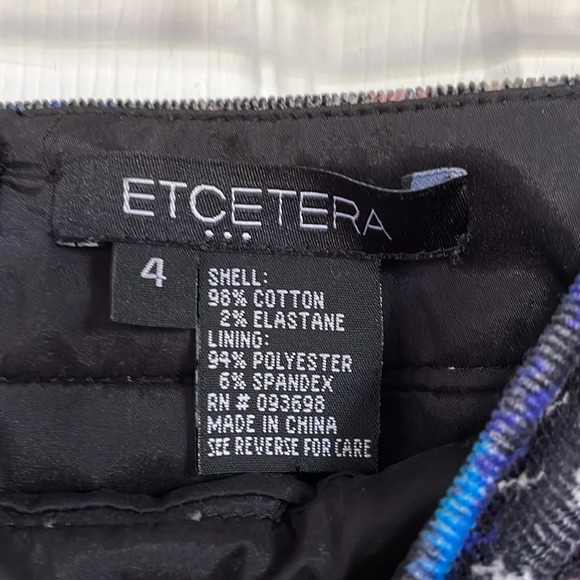 ETCETERA
...
4
SHELL:
98% COTTON
2% ELASTANE
LINING:
94% POLYESTER
6% SPANDEX
RN # 093698
MADE IN CHINA
SEE REVERSE FOR CARE